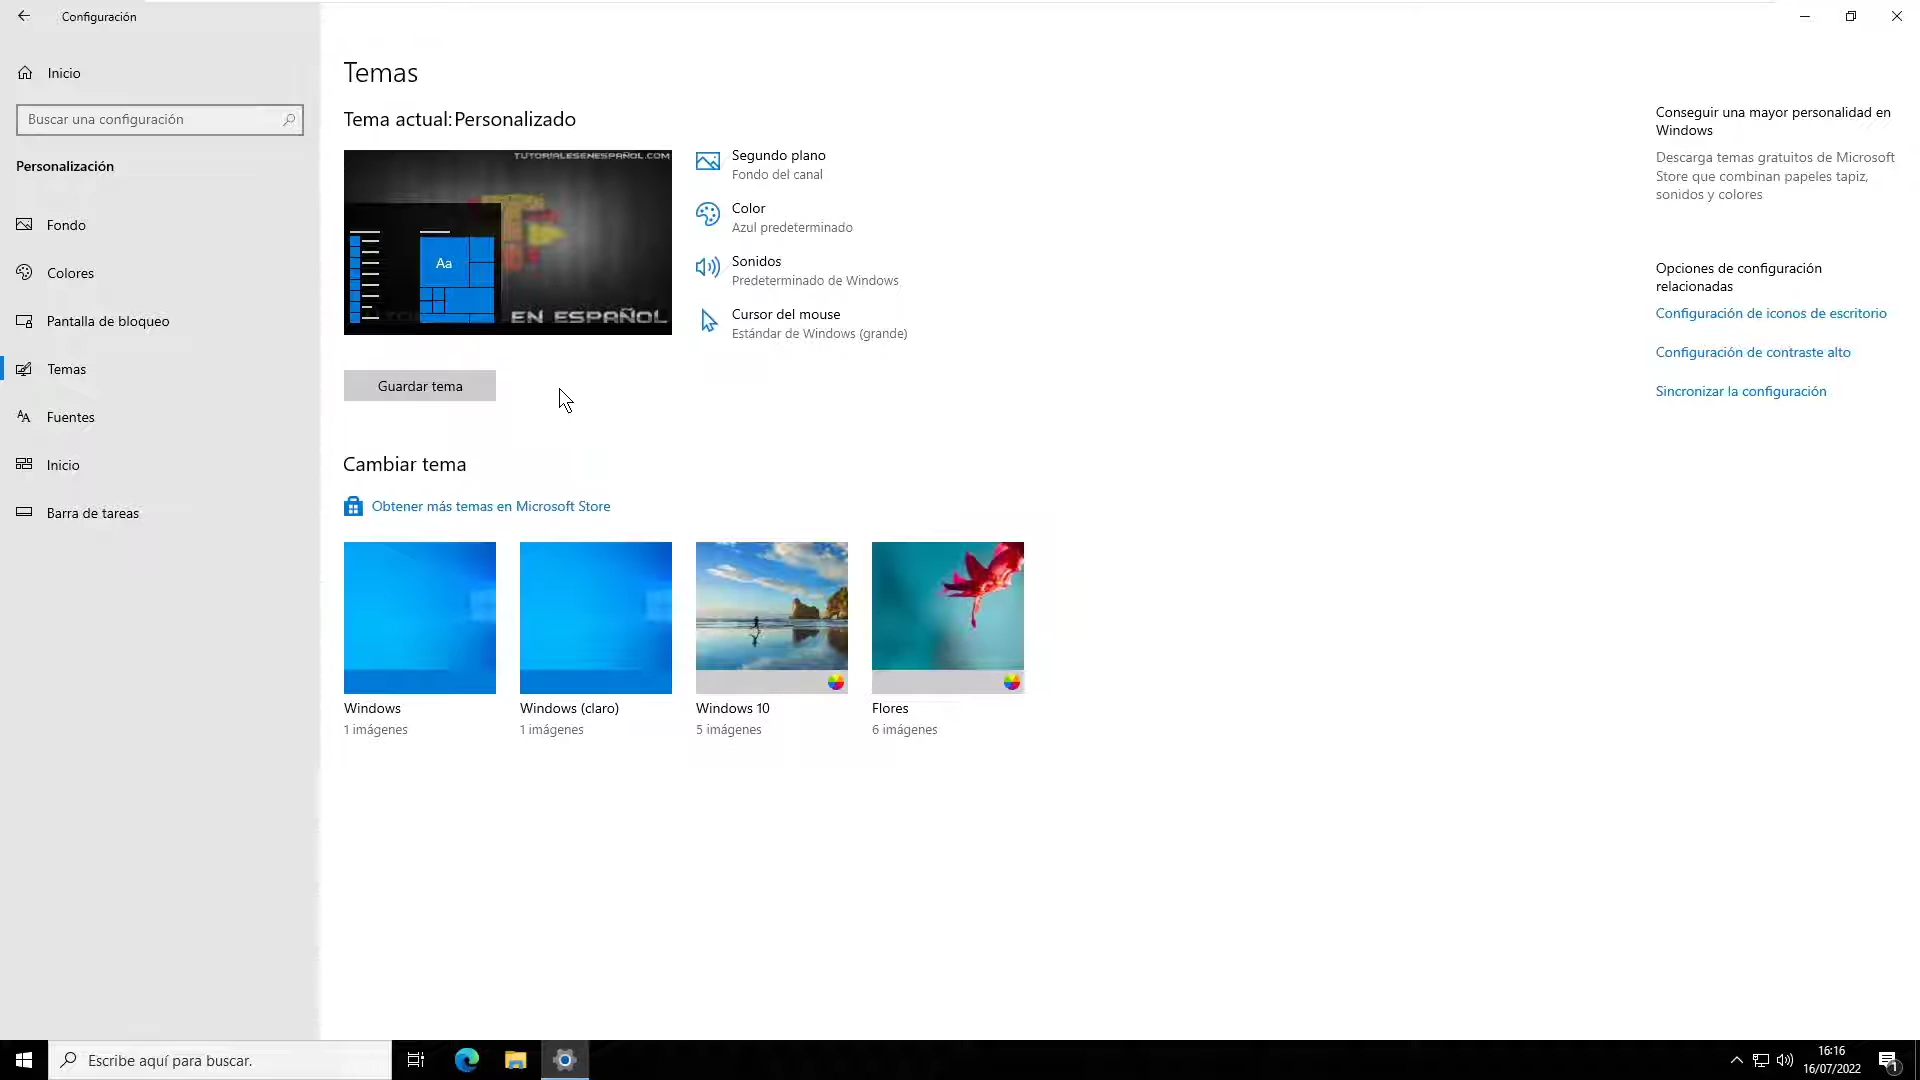 Configuración
Inicio
Buscar una configuración
Personalización
Fondo
Colores
Pantalla de bloqueo
Temas
Fuentes
Inicio
Barra de tareas
Temas
Tema actual: Personalizado
TUTORIALESENESPAÑOL.COM
Aa
EN ESPAÑOL
Segundo plano
Fondo del canal
Color
Azul predeterminado
Sonidos
Predeterminado de Windows
Cursor del mouse
Estándar de Windows (grande)
Guardar tema
Cambiar tema
Obtener más temas en Microsoft Store
Windows
1 imágenes
Windows (claro)
1 imágenes
Windows 10
5 imágenes
Flores
6 imágenes
Conseguir una mayor personalidad en
Windows
Descarga temas gratuitos de Microsoft
Store que combinan papeles tapiz,
sonidos y colores
Opciones de configuración
relacionadas
Configuración de iconos de escritorio
Configuración de contraste alto
Sincronizar la configuración
Escribe aquí para buscar.
16:16
16/07/2022
1